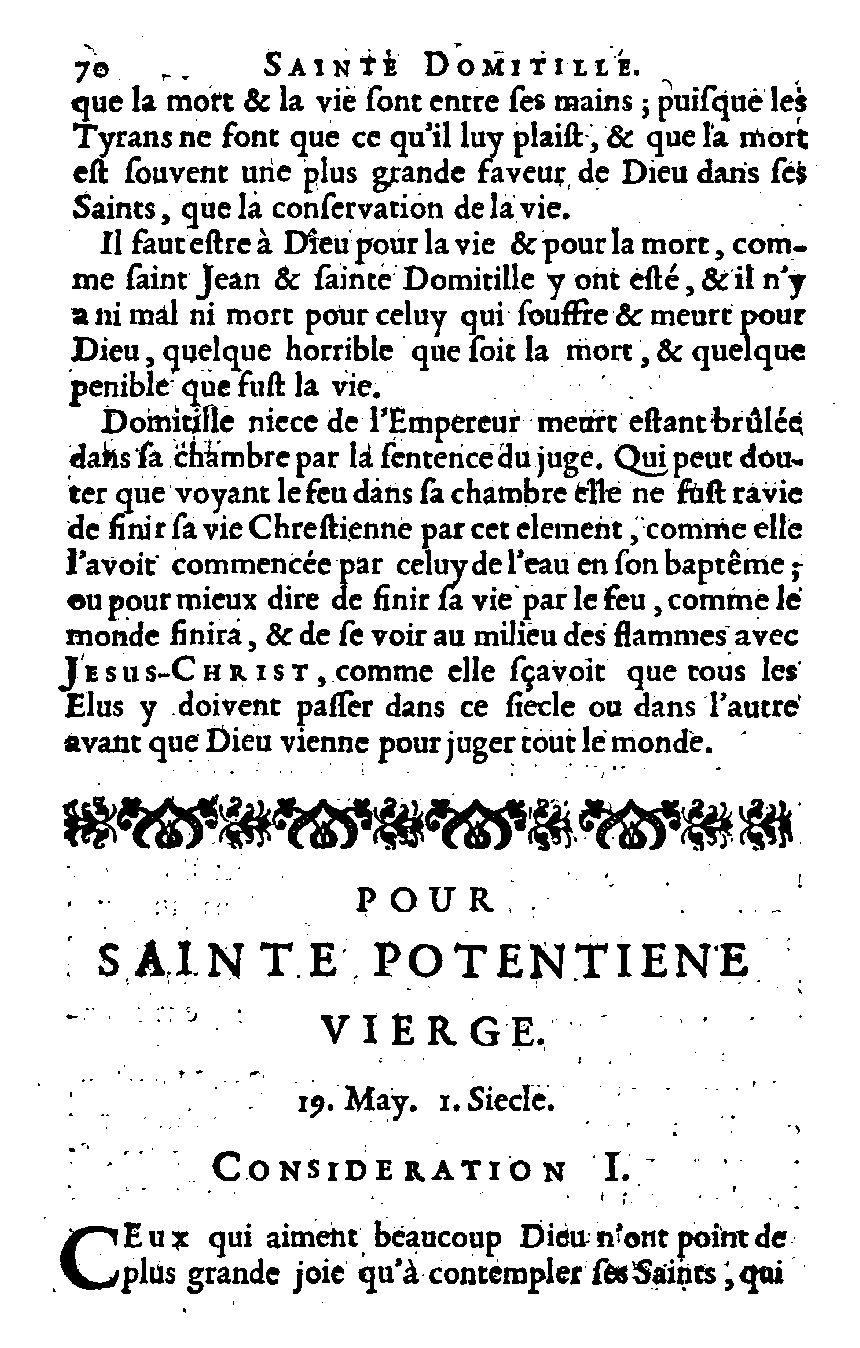 70 SAINTE DOMITILLE.
que la mort & la vie ſont entre ſes mains ; puiſque les
Tyrans ne font que ce qu'il luy plaiſt, & que la mort
eſt ſouvent une plus grande faveur de Dieu dans ſes
Saints, que la conſervation de la vie.
Il faut eſtre à Dieu pour la vie & pour la mort, com-
me ſaint Jean & ſainte Domitille y ont eſté, & il n'y
a ni mal ni mort pour celuy qui ſouffre & meurt pour
Dieu, quelque horrible que ſoit la mort, & quelque
penible que fuſt la vie.
Domitille niece de l'Empereur meurt eſtant brûlée
dans ſa chambre par la ſentence du juge. Qui peut dou-
ter que voyant le feu dans ſa chambre elle ne fuſt ravie
de finir ſa vie Chreſtienne par cet element, comme elle
l'avoit commencée par celuy de l'eau en ſon baptême ;
ou pour mieux dire de finir ſa vie par le feu, comme le
monde finira, & de ſe voir au milieu des flammes avec
JESUS-CHRIST, comme elle ſçavoit que tous les
Elus y doivent paſſer dans ce ſiecle ou dans l'autre
avant que Dieu vienne pour juger tout le monde.
POUR
SAINTE POTENTIENE
VIERGE.
19. May. 1. Siecle.
CONSIDERATION I.
CEux qui aiment beaucoup Dieu n'ont point de
plus grande joie qu'à contempler ſes Saints, qui